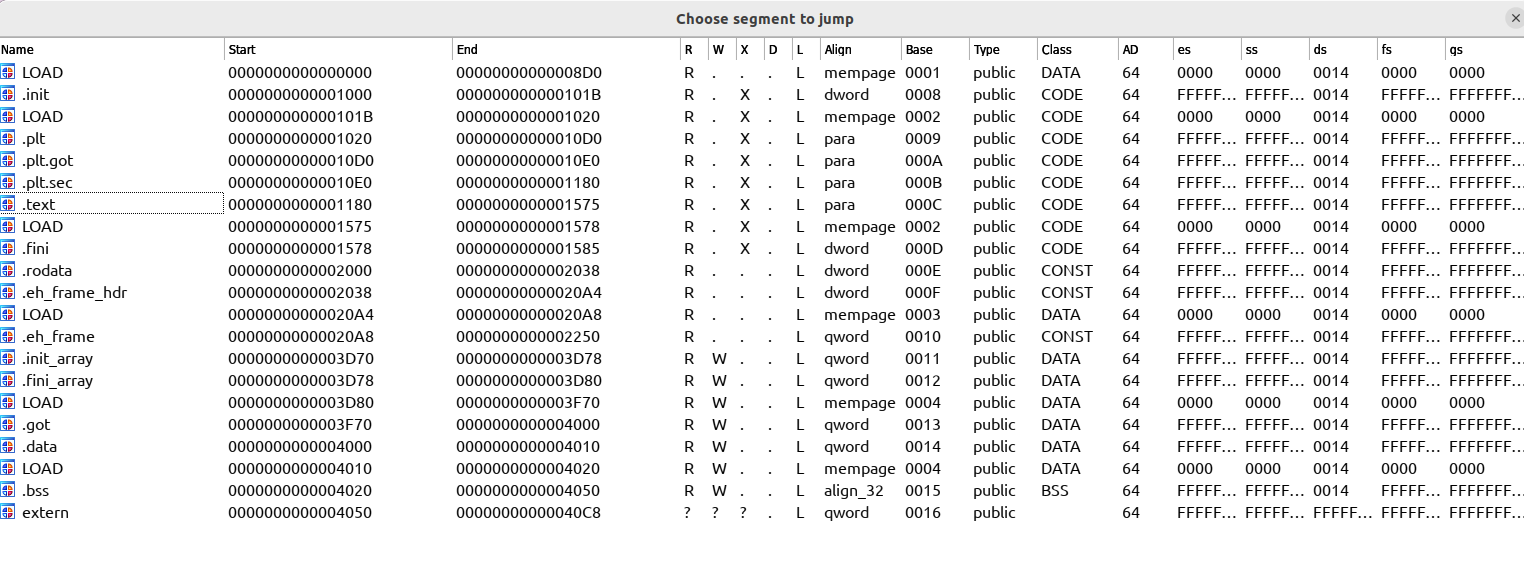 Choose segment to jump
Name Start End R W X D L Align Base Type Class AD es ss ds fs gs
LOAD 0000000000000000 00000000000008D0 R . . . L mempage 0001 public DATA 64 0000 0000 0014 0000 0000
.init 0000000000001000 000000000000101B R . X . L dword 0008 public CODE 64 FFFFF… FFFFF… 0014 FFFFF… FFFFFFF…
LOAD 000000000000101B 0000000000001020 R . X . L mempage 0002 public CODE 64 0000 0000 0014 0000 0000
.plt 0000000000001020 00000000000010D0 R . X . L para 0009 public CODE 64 FFFFF… FFFFF… 0014 FFFFF… FFFFFFF…
.plt.got 00000000000010D0 00000000000010E0 R . X . L para 000A public CODE 64 FFFFF… FFFFF… 0014 FFFFF… FFFFFFF…
.plt.sec 00000000000010E0 0000000000001180 R . X . L para 000B public CODE 64 FFFFF… FFFFF… 0014 FFFFF… FFFFFFF…
.text 0000000000001180 0000000000001575 R . X . L para 000C public CODE 64 FFFFF… FFFFF… 0014 FFFFF… FFFFFFF…
LOAD 0000000000001575 0000000000001578 R . X . L mempage 0002 public CODE 64 0000 0000 0014 0000 0000
.fini 0000000000001578 0000000000001585 R . X . L dword 000D public CODE 64 FFFFF… FFFFF… 0014 FFFFF… FFFFFFF…
.rodata 0000000000002000 0000000000002038 R . . . L dword 000E public CONST 64 FFFFF… FFFFF… 0014 FFFFF… FFFFFFF…
.eh_frame_hdr 0000000000002038 00000000000020A4 R . . . L dword 000F public CONST 64 FFFFF… FFFFF… 0014 FFFFF… FFFFFFF…
LOAD 00000000000020A4 00000000000020A8 R . . . L mempage 0003 public DATA 64 0000 0000 0014 0000 0000
.eh_frame 00000000000020A8 0000000000002250 R . . . L qword 0010 public CONST 64 FFFFF… FFFFF… 0014 FFFFF… FFFFFFF…
.init_array 0000000000003D70 0000000000003D78 R W . . L qword 0011 public DATA 64 FFFFF… FFFFF… 0014 FFFFF… FFFFFFF…
.fini_array 0000000000003D78 0000000000003D80 R W . . L qword 0012 public DATA 64 FFFFF… FFFFF… 0014 FFFFF… FFFFFFF…
LOAD 0000000000003D80 0000000000003F70 R W . . L mempage 0004 public DATA 64 0000 0000 0014 0000 0000
.got 0000000000003F70 0000000000004000 R W . . L qword 0013 public DATA 64 FFFFF… FFFFF… 0014 FFFFF… FFFFFFF…
.data 0000000000004000 0000000000004010 R W . . L qword 0014 public DATA 64 FFFFF… FFFFF… 0014 FFFFF… FFFFFFF…
LOAD 0000000000004010 0000000000004020 R W . . L mempage 0004 public DATA 64 0000 0000 0014 0000 0000
.bss 0000000000004020 0000000000004050 R W . . L align_32 0015 public BSS 64 FFFFF… FFFFF… 0014 FFFFF… FFFFFFF…
extern 0000000000004050 00000000000040C8 ? ? ? . L qword 0016 public 64 FFFFF… FFFFF… FFFFF… FFFFF… FFFFFFF…